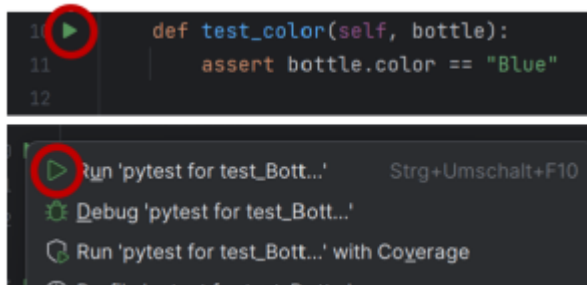 10 def test_color(self, bottle):
11 assert bottle.color == "Blue"
12
Run 'pytest for test_Bott...' Strg+Umschalt+F10
Debug 'pytest for test_Bott...'
Run 'pytest for test_Bott...' with Coverage